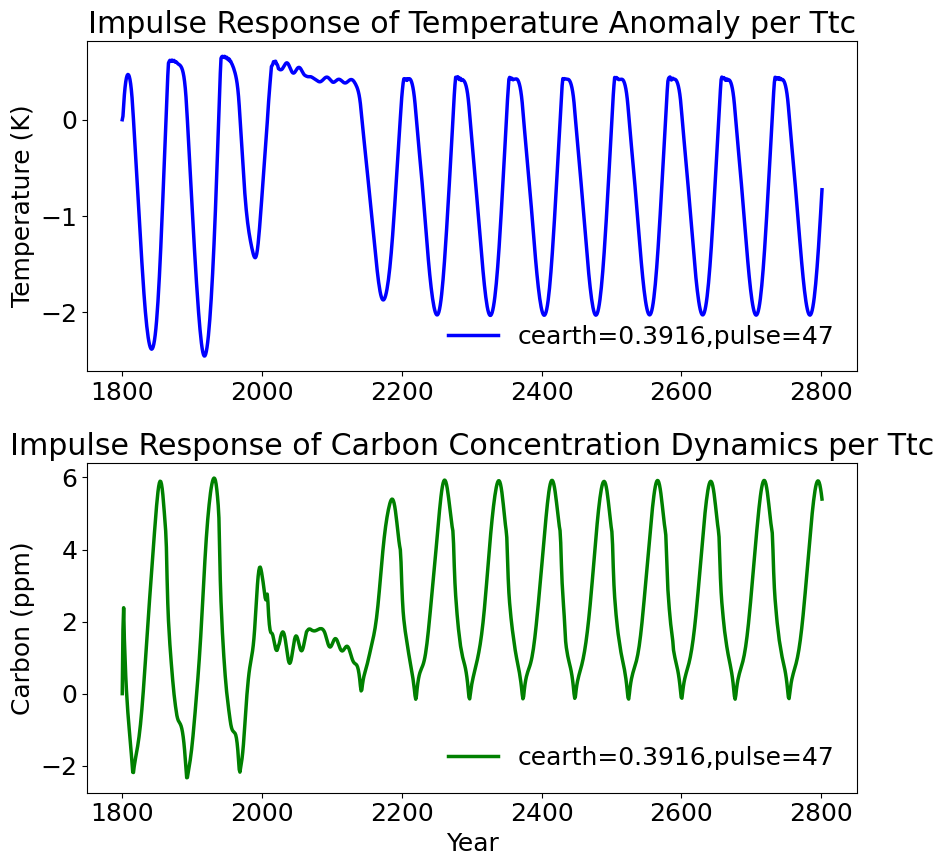 Impulse Response of Temperature Anomaly per Ttc
Temperature (K)
0
−1
−2
cearth=0.3916,pulse=47
1800 2000 2200 2400 2600 2800
Impulse Response of Carbon Concentration Dynamics per Ttc
Carbon (ppm)
6
4
2
0
−2
cearth=0.3916,pulse=47
1800 2000 2200 2400 2600 2800
Year